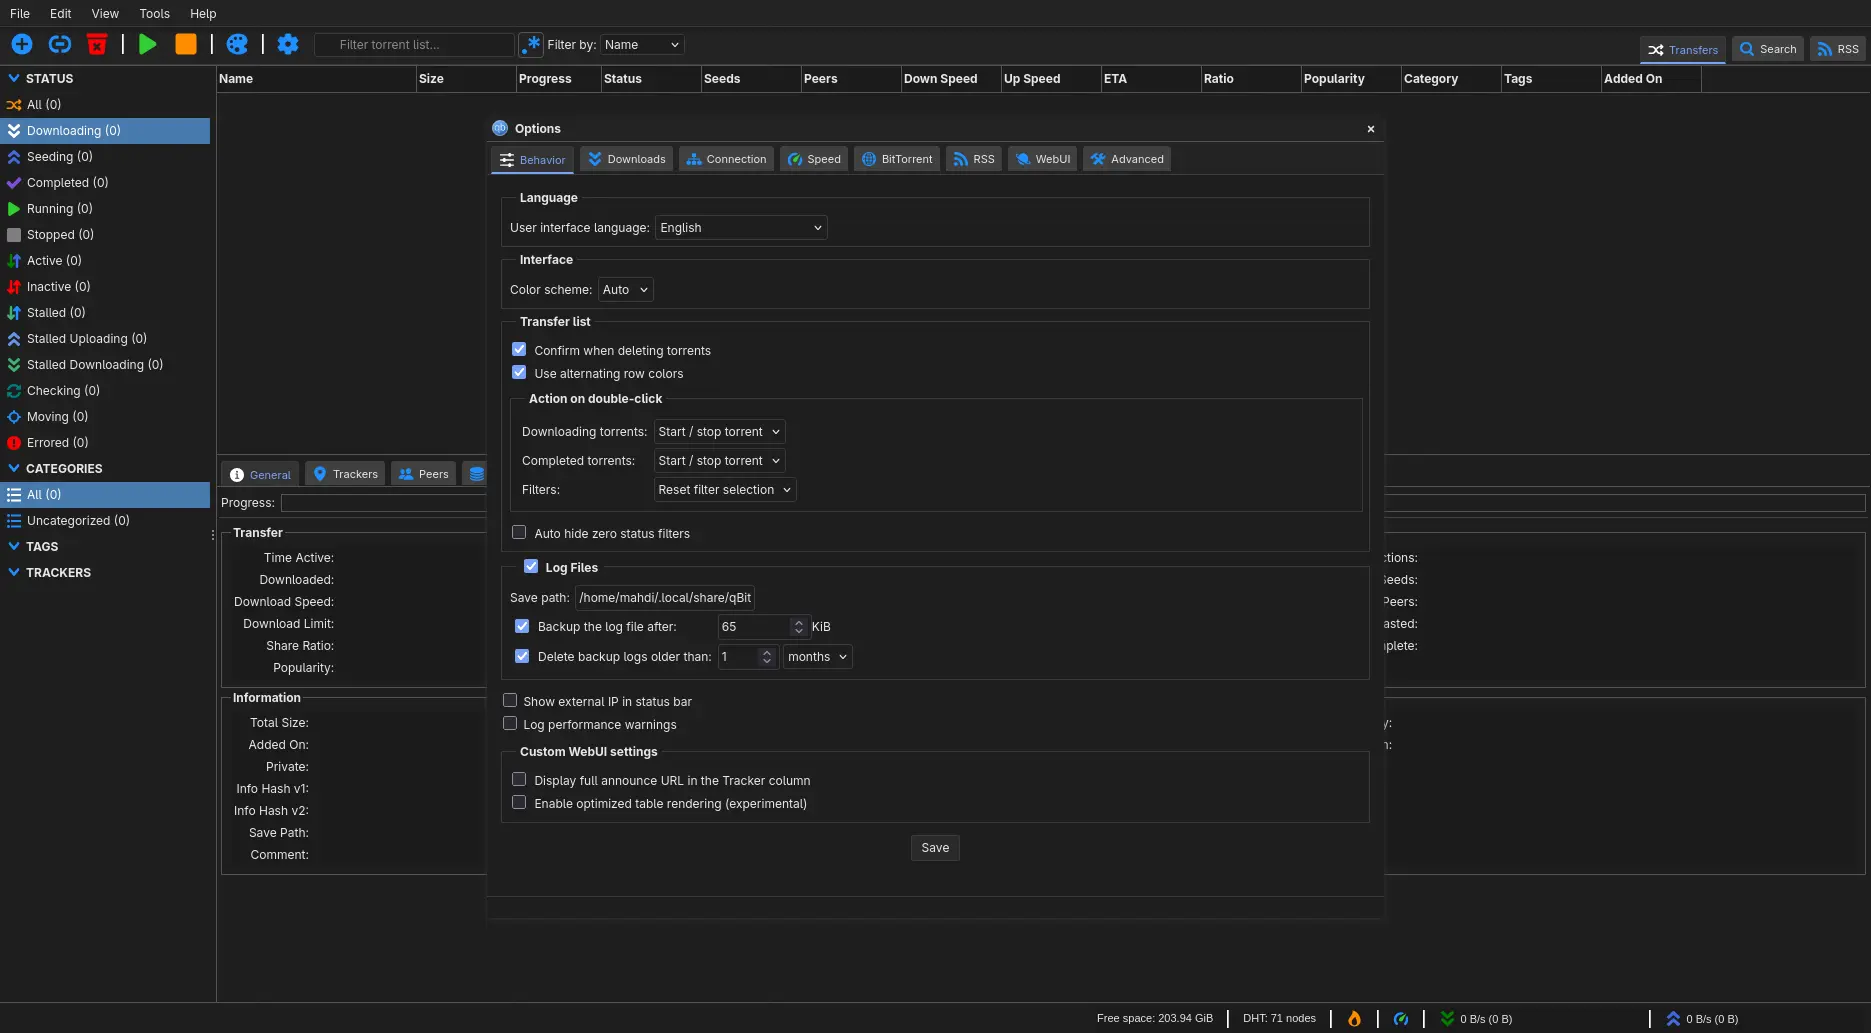 File Edit View Tools Help
Filter torrent list... .* Filter by: Name Transfers Search RSS
STATUS
All (0)
Downloading (0)
Seeding (0)
Completed (0)
Running (0)
Stopped (0)
Active (0)
Inactive (0)
Stalled (0)
Stalled Uploading (0)
Stalled Downloading (0)
Checking (0)
Moving (0)
Errored (0)
CATEGORIES
All (0)
Uncategorized (0)
TAGS
TRACKERS
Name Size Progress Status Seeds Peers Down Speed Up Speed ETA Ratio Popularity Category Tags Added On
qb Options ×
Behavior Downloads Connection Speed BitTorrent RSS WebUI Advanced
Language
User interface language: English
Interface
Color scheme: Auto
Transfer list
Confirm when deleting torrents
Use alternating row colors
Action on double-click
Downloading torrents: Start / stop torrent
Completed torrents: Start / stop torrent
Filters: Reset filter selection
Auto hide zero status filters
Log Files
Save path: /home/mahdi/.local/share/qBit
Backup the log file after: 65 KiB
Delete backup logs older than: 1 months
Show external IP in status bar
Log performance warnings
Custom WebUI settings
Display full announce URL in the Tracker column
Enable optimized table rendering (experimental)
Save
General Trackers Peers
Progress:
Transfer
Time Active: ctions:
Downloaded: Seeds:
Download Speed: Peers:
Download Limit: asted:
Share Ratio: plete:
Popularity:
Information
Total Size: y:
Added On: n:
Private:
Info Hash v1:
Info Hash v2:
Save Path:
Comment:
Free space: 203.94 GiB DHT: 71 nodes 0 B/s (0 B) 0 B/s (0 B)